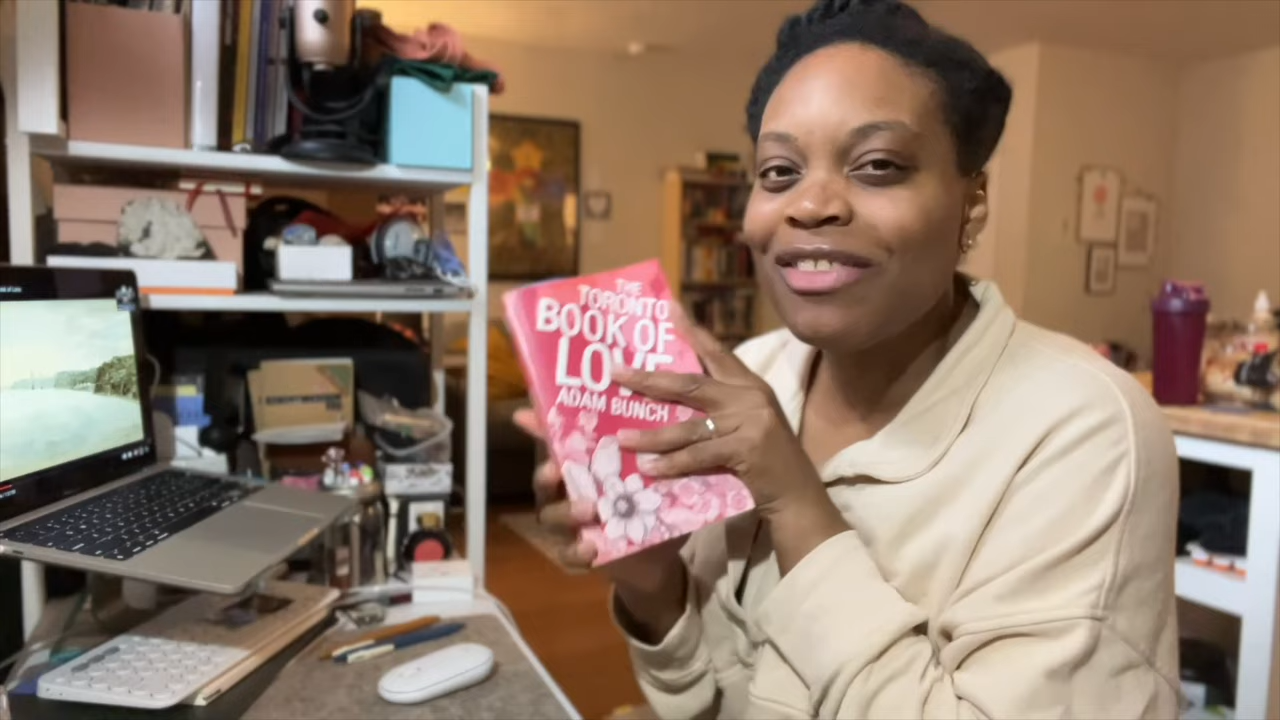 THE
TORONTO
BOOK OF
LOVE
ADAM BUNCH